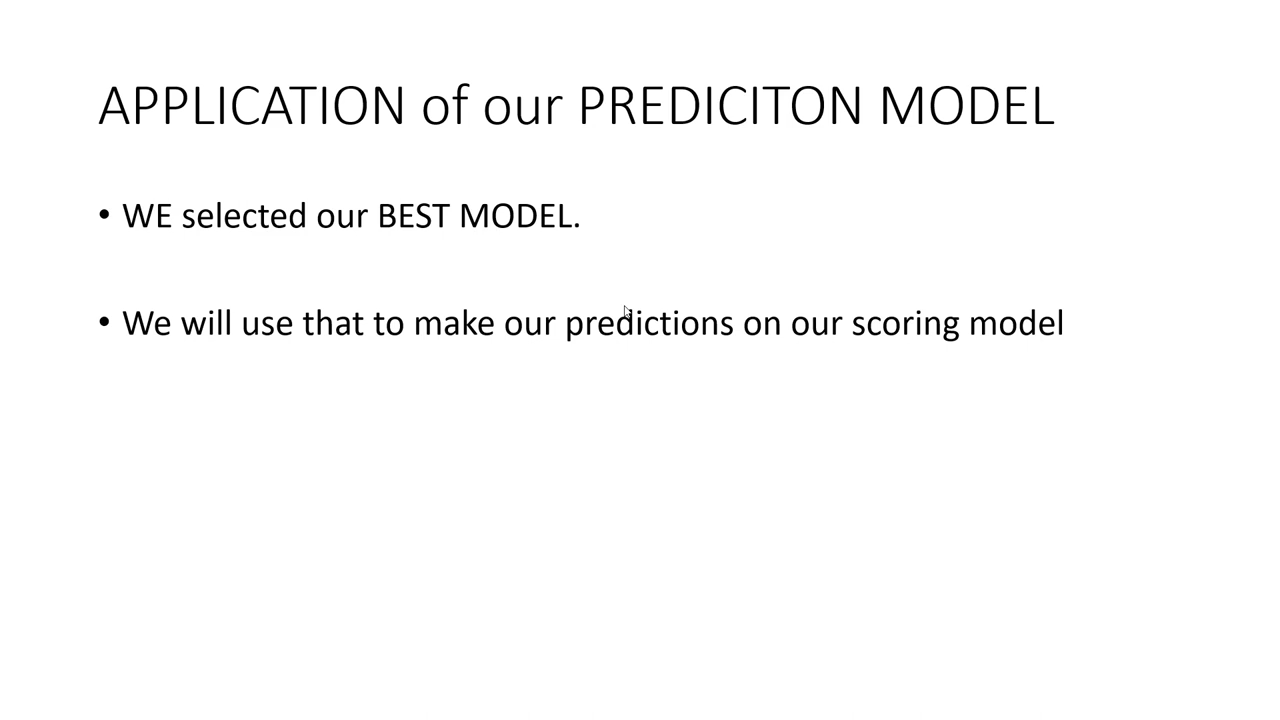 APPLICATION of our PREDICITON MODEL
• WE selected our BEST MODEL.
• We will use that to make our predictions on our scoring model